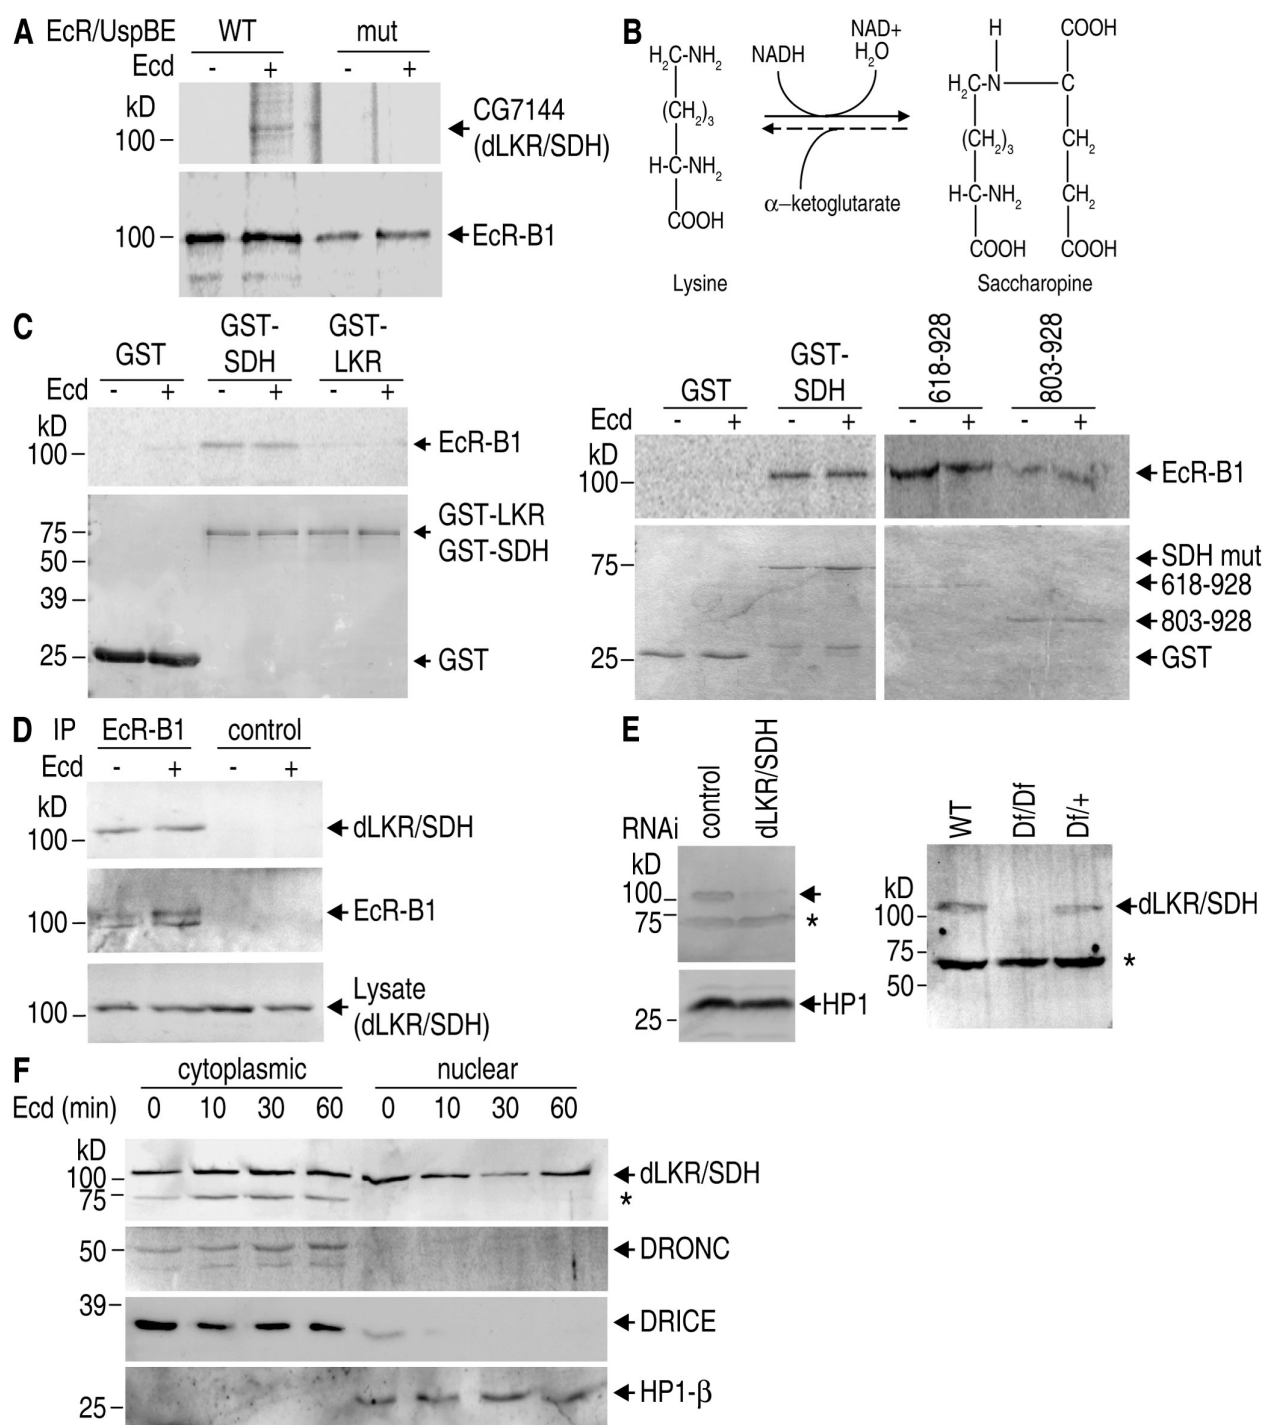 A EcR/UspBE WT mut
Ecd - + - +
kD
100
CG7144
(dLKR/SDH)
100
EcR-B1
B
H₂C-NH₂
(CH₂)₃
H-C-NH₂
COOH
Lysine
NADH
NAD+
H₂O
α–ketoglutarate
H COOH
H₂C-N C
(CH₂)₃ CH₂
H-C-NH₂ CH₂
COOH COOH
Saccharopine
C
GST GST-SDH GST-LKR
Ecd - + - + - +
kD
100
EcR-B1
75
50
39
25
GST-LKR
GST-SDH
GST
GST GST-SDH 618-928 803-928
Ecd - + - + - + - +
kD
100
EcR-B1
75
25
SDH mut
618-928
803-928
GST
D IP EcR-B1 control
Ecd - + - +
kD
100
dLKR/SDH
100
EcR-B1
100
Lysate
(dLKR/SDH)
E
RNAi control dLKR/SDH
kD
100
75
*
25
HP1
WT Df/Df Df/+
kD
100
75
50
dLKR/SDH
*
F cytoplasmic nuclear
Ecd (min) 0 10 30 60 0 10 30 60
kD
100
75
dLKR/SDH
*
50
DRONC
39
DRICE
25
HP1-β